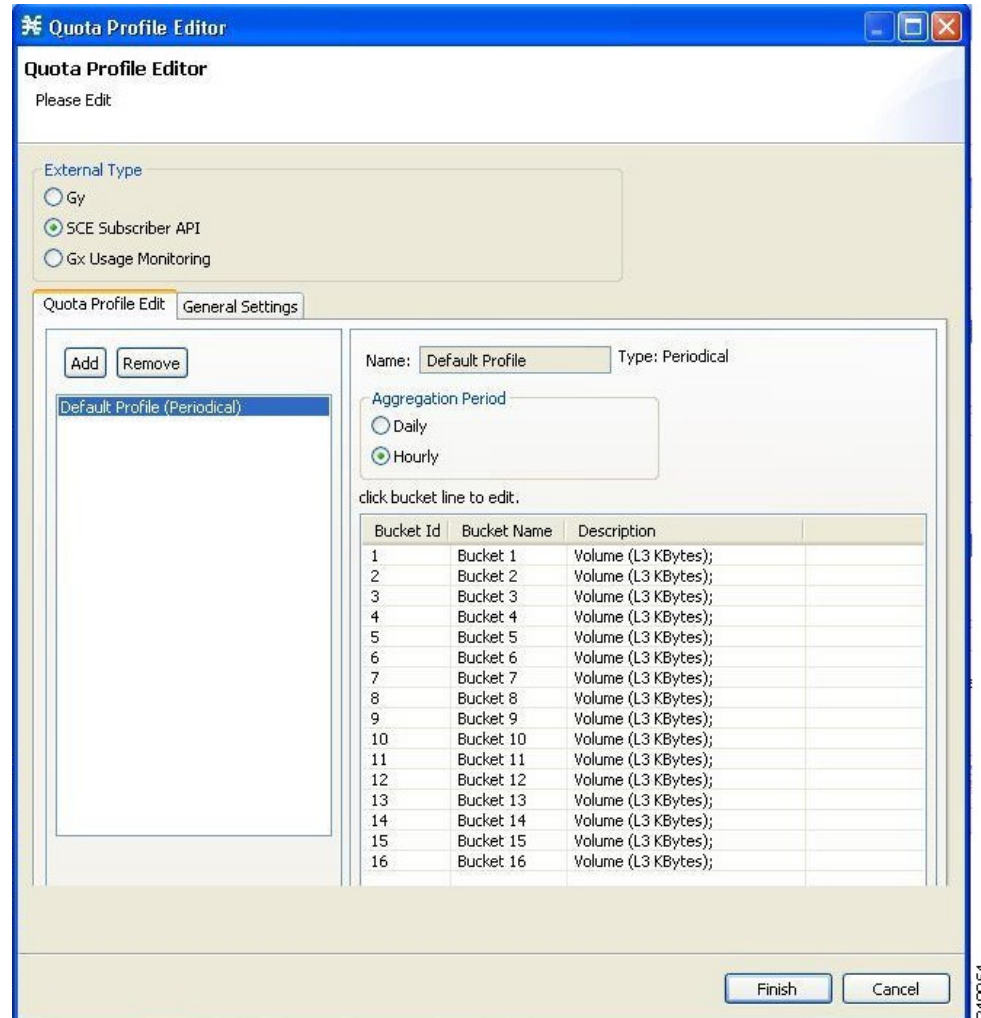 Quota Profile Editor
Quota Profile Editor
Please Edit
External Type
Gy
SCE Subscriber API
Gx Usage Monitoring
Quota Profile Edit General Settings
Add Remove
Default Profile (Periodical)
Name: Default Profile Type: Periodical
Aggregation Period
Daily
Hourly
click bucket line to edit.
Bucket Id Bucket Name Description
1 Bucket 1 Volume (L3 KBytes);
2 Bucket 2 Volume (L3 KBytes);
3 Bucket 3 Volume (L3 KBytes);
4 Bucket 4 Volume (L3 KBytes);
5 Bucket 5 Volume (L3 KBytes);
6 Bucket 6 Volume (L3 KBytes);
7 Bucket 7 Volume (L3 KBytes);
8 Bucket 8 Volume (L3 KBytes);
9 Bucket 9 Volume (L3 KBytes);
10 Bucket 10 Volume (L3 KBytes);
11 Bucket 11 Volume (L3 KBytes);
12 Bucket 12 Volume (L3 KBytes);
13 Bucket 13 Volume (L3 KBytes);
14 Bucket 14 Volume (L3 KBytes);
15 Bucket 15 Volume (L3 KBytes);
16 Bucket 16 Volume (L3 KBytes);
Finish Cancel